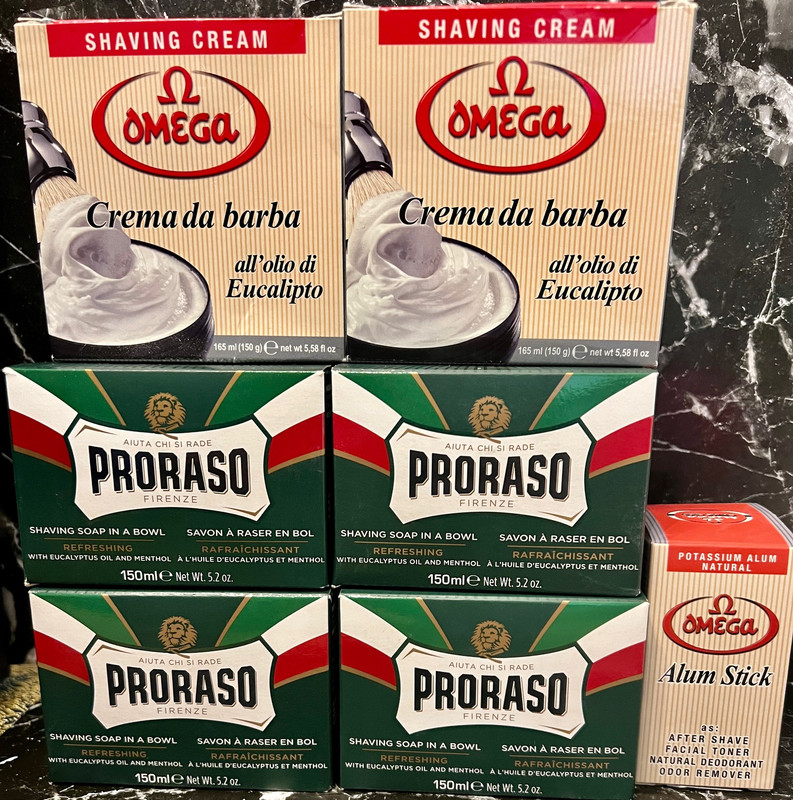 SHAVING CREAM
OMEGA
Crema da barba
all'olio di
Eucalipto
165 ml (150 g) ℮ net wt 5,58 fl oz
SHAVING CREAM
OMEGA
Crema da barba
all'olio di
Eucalipto
165 ml (150 g) ℮ net wt 5,58 fl oz
AIUTA CHI SI RADE
PRORASO
FIRENZE
SHAVING SOAP IN A BOWL SAVON À RASER EN BOL
REFRESHING RAFRAÎCHISSANT
WITH EUCALYPTUS OIL AND MENTHOL À L'HUILE D'EUCALYPTUS ET MENTHOL
150ml ℮ Net Wt. 5.2 oz.
AIUTA CHI SI RADE
PRORASO
FIRENZE
SHAVING SOAP IN A BOWL SAVON À RASER EN BOL
REFRESHING RAFRAÎCHISSANT
WITH EUCALYPTUS OIL AND MENTHOL À L'HUILE D'EUCALYPTUS ET MENTHOL
150ml ℮ Net Wt. 5.2 oz.
AIUTA CHI SI RADE
PRORASO
FIRENZE
SHAVING SOAP IN A BOWL SAVON À RASER EN BOL
REFRESHING RAFRAÎCHISSANT
WITH EUCALYPTUS OIL AND MENTHOL À L'HUILE D'EUCALYPTUS ET MENTHOL
150ml ℮ Net Wt. 5.2 oz.
AIUTA CHI SI RADE
PRORASO
FIRENZE
SHAVING SOAP IN A BOWL SAVON À RASER EN BOL
REFRESHING RAFRAÎCHISSANT
WITH EUCALYPTUS OIL AND MENTHOL À L'HUILE D'EUCALYPTUS ET MENTHOL
150ml ℮ Net Wt. 5.2 oz.
POTASSIUM ALUM
NATURAL
OMEGA
Alum Stick
as:
AFTER SHAVE
FACIAL TONER
NATURAL DEODORANT
ODOR REMOVER